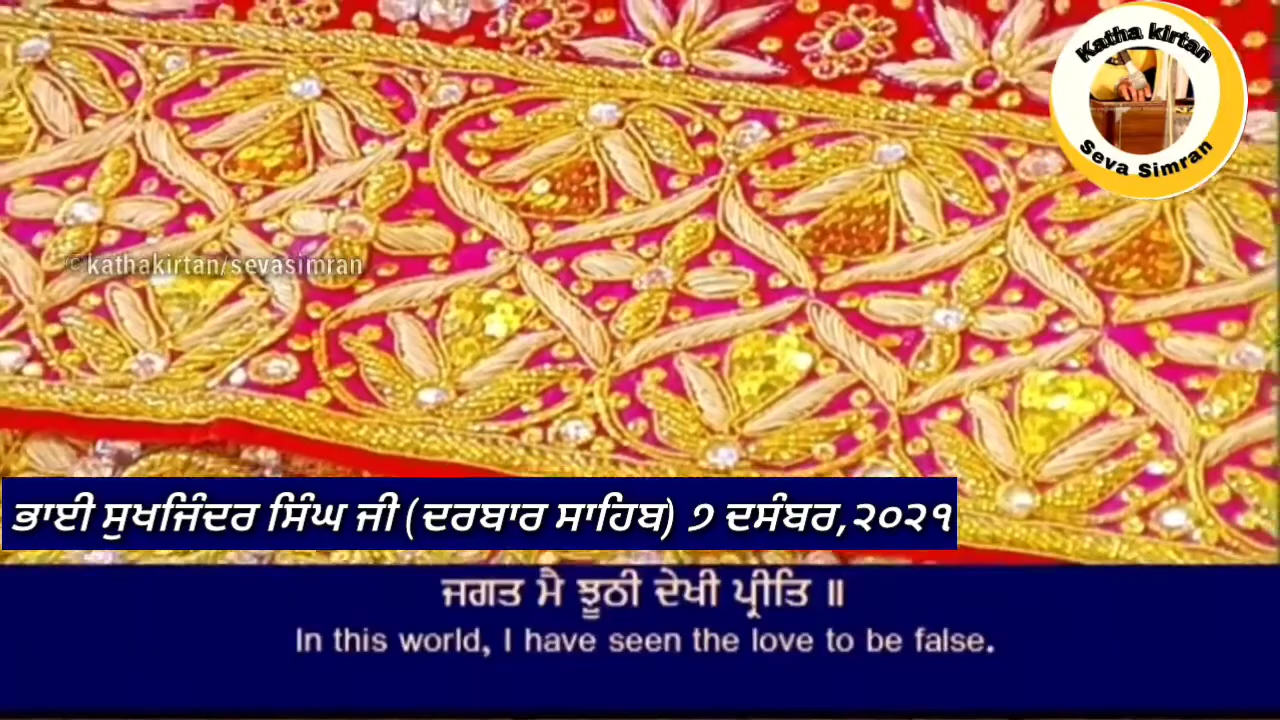 Katha kirtan
Seva Simran
©kathakirtan/sevasimran
ਭਾਈ ਸੁਖਜਿੰਦਰ ਸਿੰਘ ਜੀ (ਦਰਬਾਰ ਸਾਹਿਬ) ੭ ਦਸੰਬਰ,੨੦੨੧
ਜਗਤ ਮੈ ਝੂਠੀ ਦੇਖੀ ਪ੍ਰੀਤਿ ॥
In this world, I have seen the love to be false.